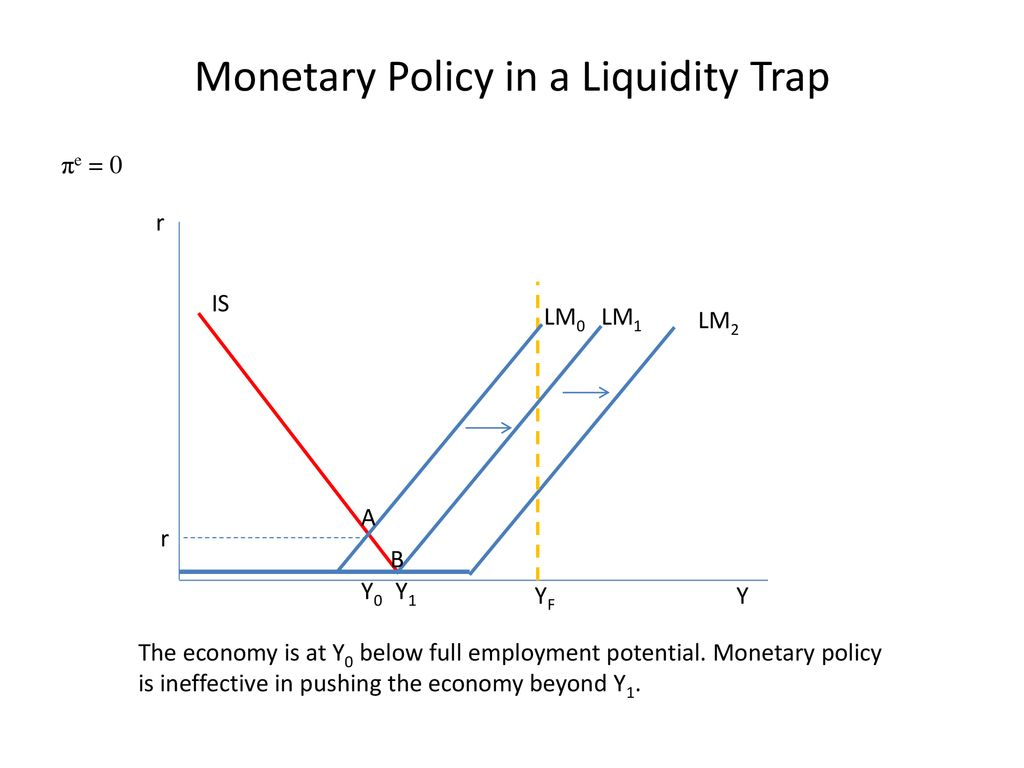 Monetary Policy in a Liquidity Trap
πᵉ = 0
r
IS
LM₀ LM₁ LM₂
A
r
B
Y₀ Y₁
Y_F
Y
The economy is at Y₀ below full employment potential. Monetary policy
is ineffective in pushing the economy beyond Y₁.